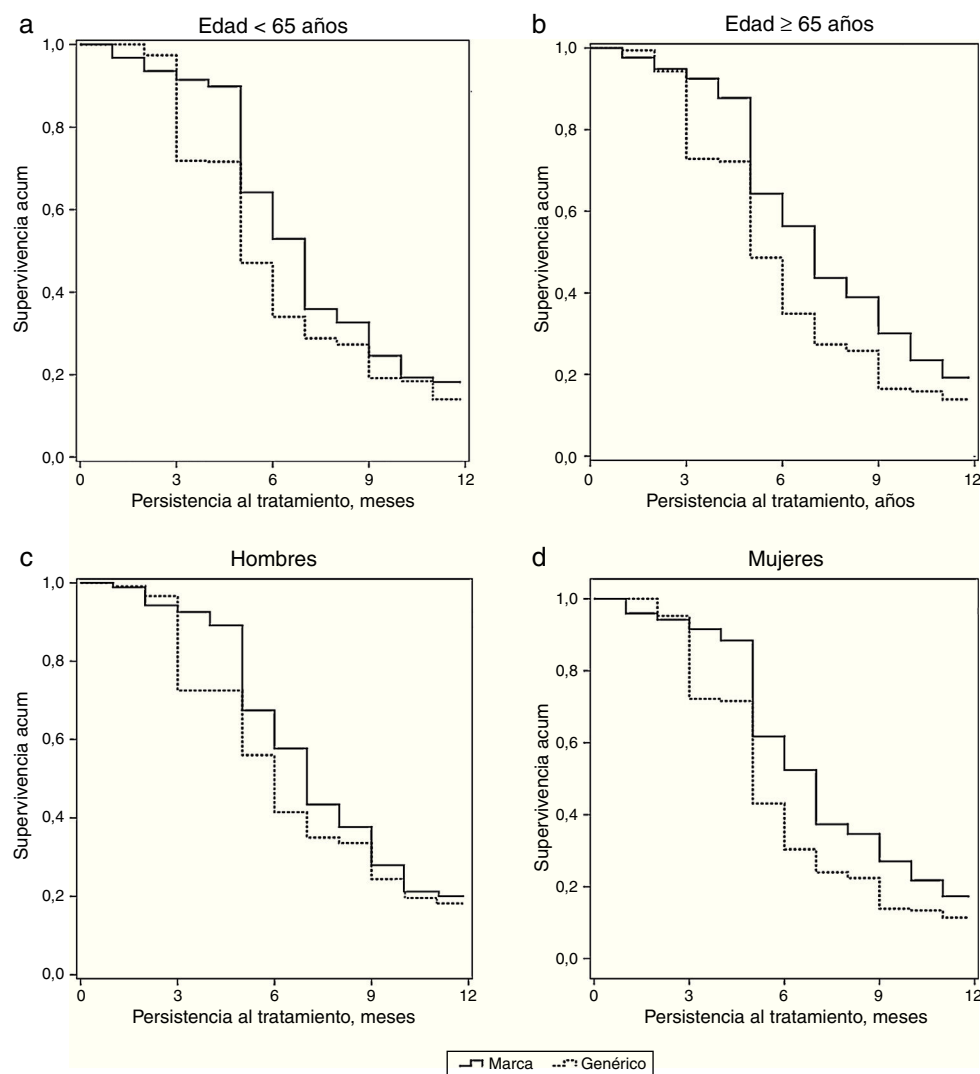 a
Edad < 65 años
1,0
0,8
0,6
0,4
0,2
0,0
Supervivencia acum
0 3 6 9 12
Persistencia al tratamiento, meses
b
Edad ≥ 65 años
1,0
0,8
0,6
0,4
0,2
0,0
Supervivencia acum
0 3 6 9 12
Persistencia al tratamiento, años
c
Hombres
1,0
0,8
0,6
0,4
0,2
0,0
Supervivencia acum
0 3 6 9 12
Persistencia al tratamiento, meses
d
Mujeres
1,0
0,8
0,6
0,4
0,2
0,0
Supervivencia acum
0 3 6 9 12
Persistencia al tratamiento, meses
Marca Genérico